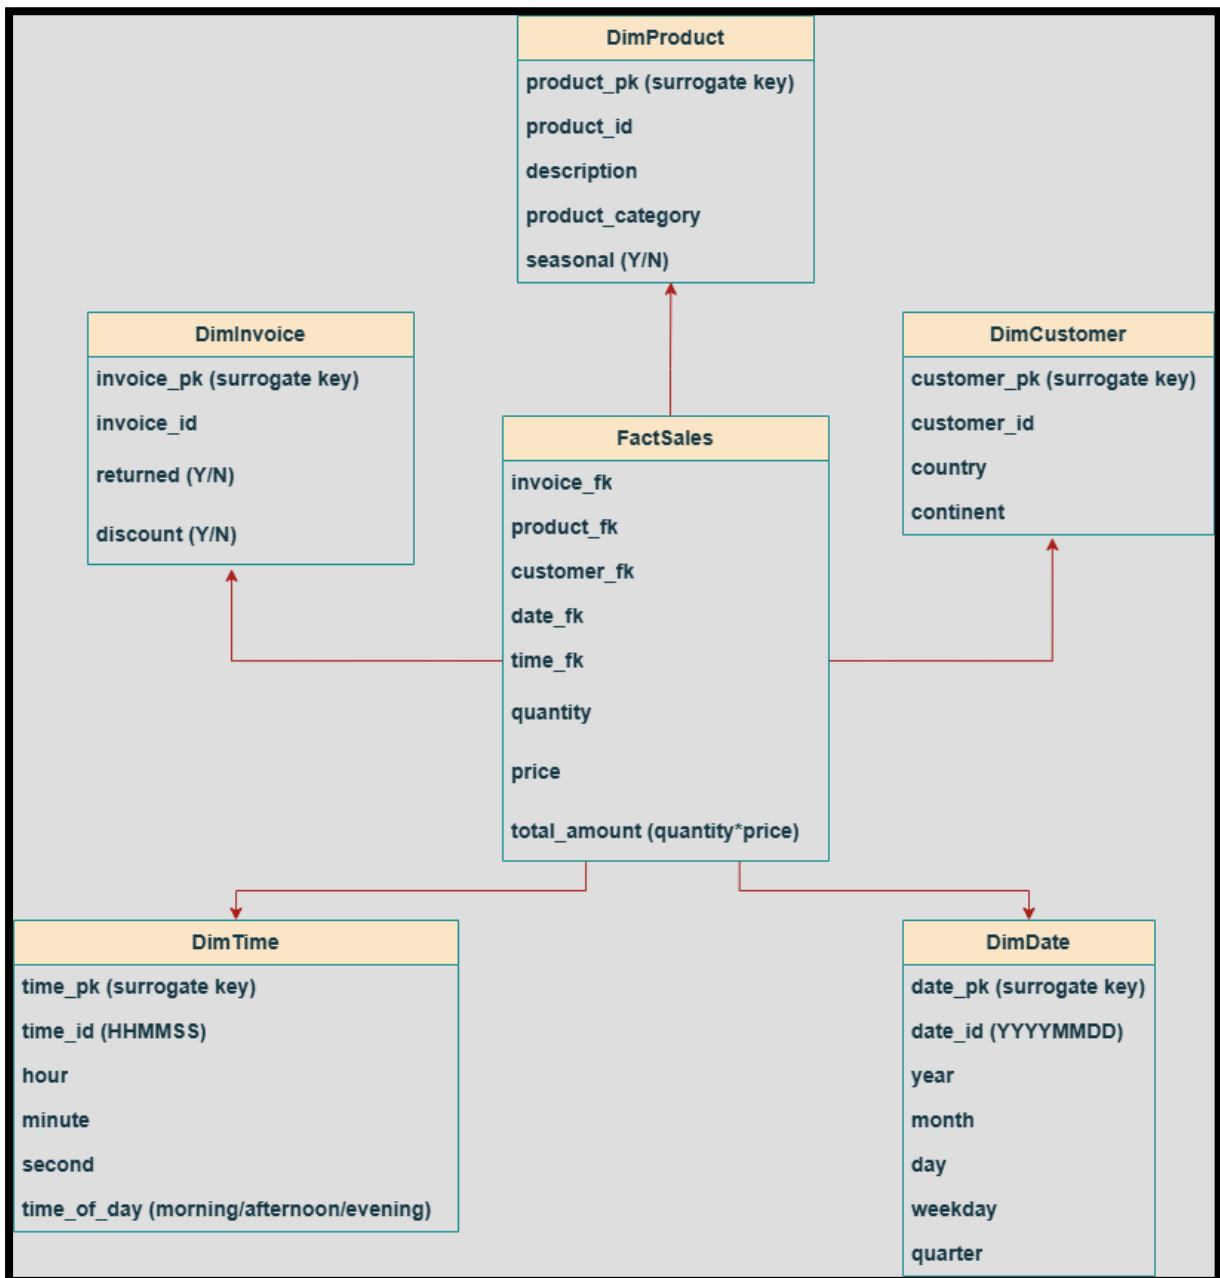 DimProduct
product_pk (surrogate key)
product_id
description
product_category
seasonal (Y/N)
DimInvoice
invoice_pk (surrogate key)
invoice_id
returned (Y/N)
discount (Y/N)
DimCustomer
customer_pk (surrogate key)
customer_id
country
continent
FactSales
invoice_fk
product_fk
customer_fk
date_fk
time_fk
quantity
price
total_amount (quantity*price)
DimTime
time_pk (surrogate key)
time_id (HHMMSS)
hour
minute
second
time_of_day (morning/afternoon/evening)
DimDate
date_pk (surrogate key)
date_id (YYYYMMDD)
year
month
day
weekday
quarter